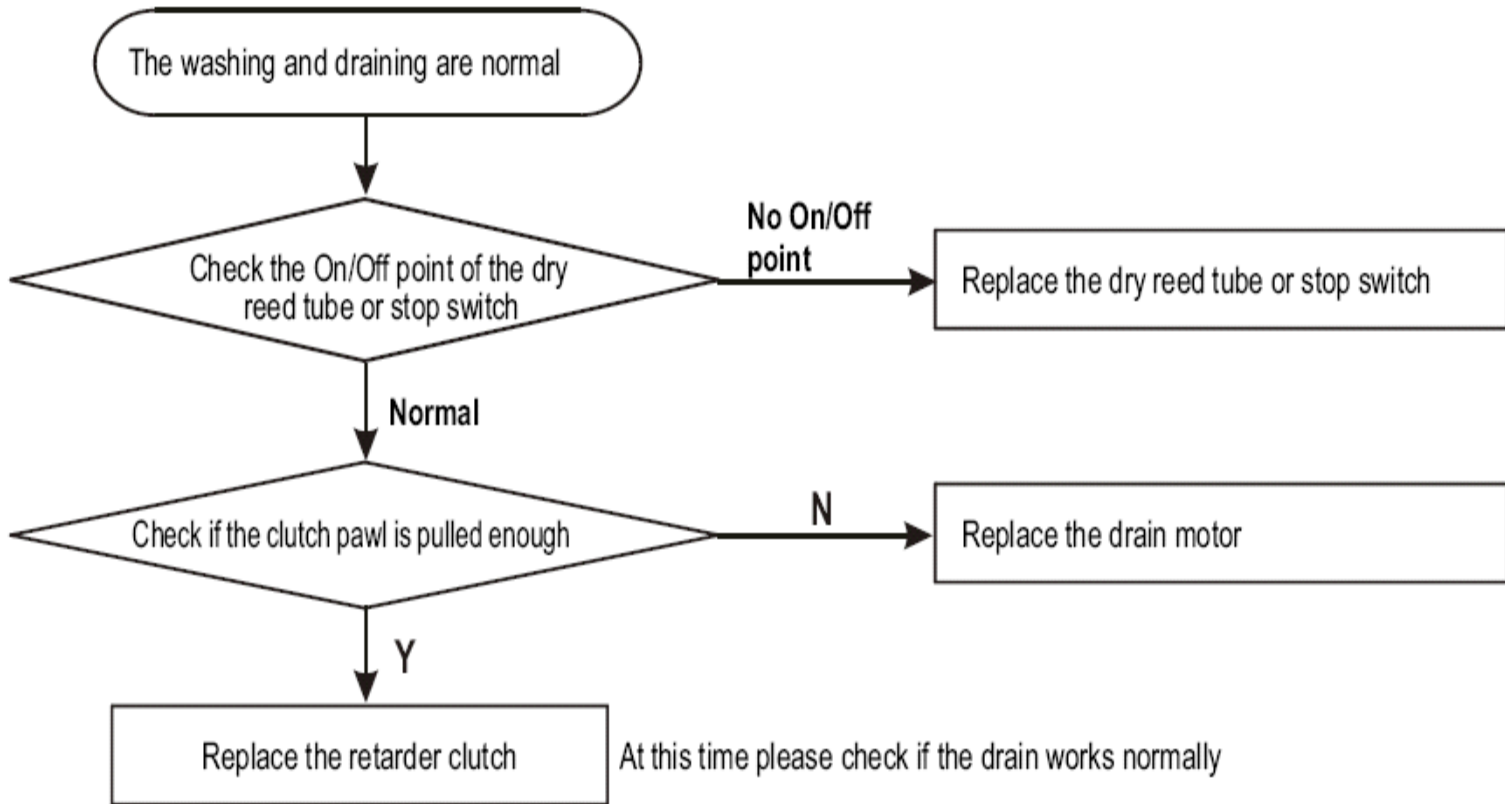 The washing and draining are normal
No On/Off
point
Check the On/Off point of the dry
reed tube or stop switch
Replace the dry reed tube or stop switch
Normal
Check if the clutch pawl is pulled enough
N
Replace the drain motor
Y
Replace the retarder clutch
At this time please check if the drain works normally